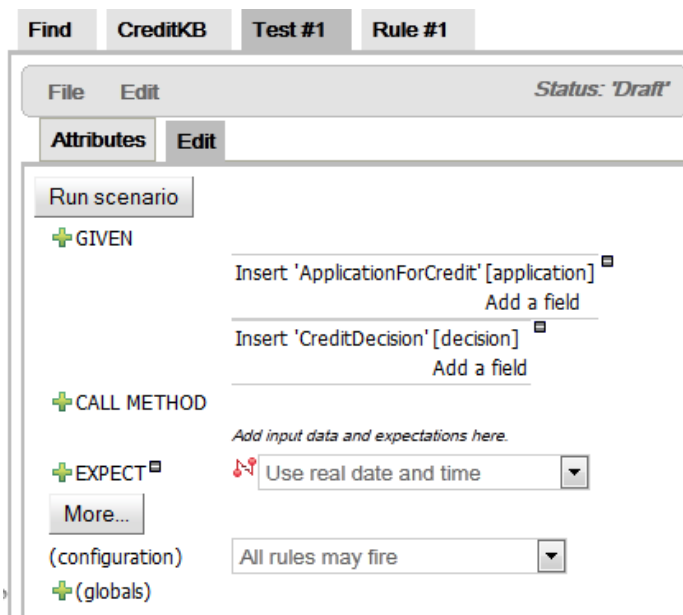 Find CreditKB Test #1 Rule #1
File Edit Status: 'Draft'
Attributes Edit
Run scenario
GIVEN
Insert 'ApplicationForCredit' [application]
Add a field
Insert 'CreditDecision' [decision]
Add a field
CALL METHOD
Add input data and expectations here.
EXPECT Use real date and time
More...
(configuration) All rules may fire
(globals)